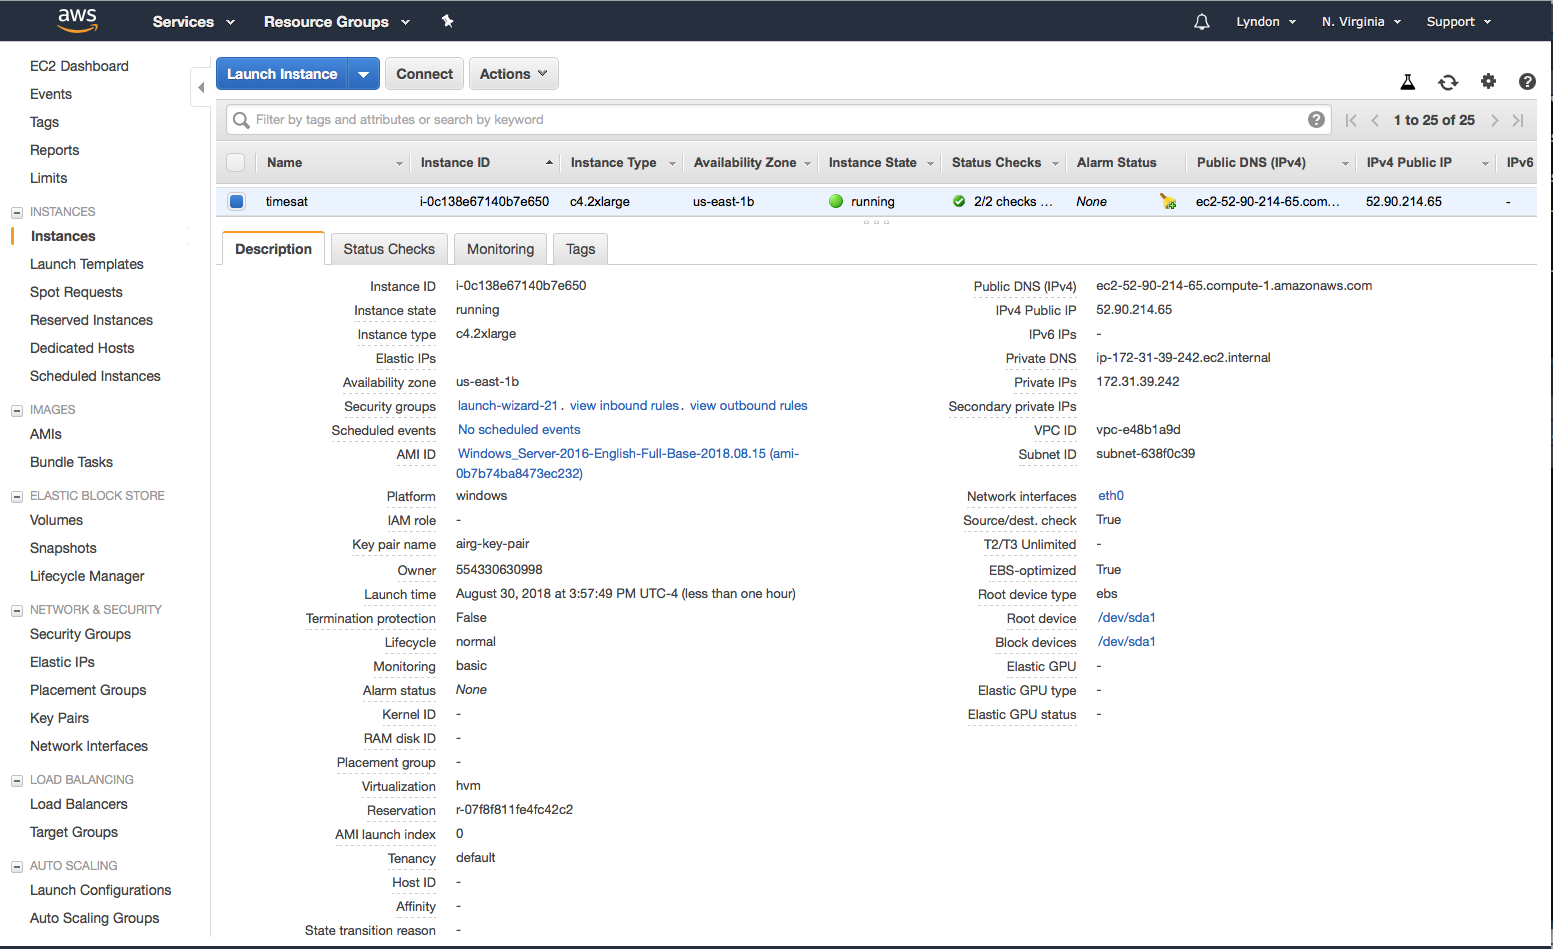 aws Services Resource Groups Lyndon N. Virginia Support
EC2 Dashboard
Events
Tags
Reports
Limits
INSTANCES
Instances
Launch Templates
Spot Requests
Reserved Instances
Dedicated Hosts
Scheduled Instances
IMAGES
AMIs
Bundle Tasks
ELASTIC BLOCK STORE
Volumes
Snapshots
Lifecycle Manager
NETWORK & SECURITY
Security Groups
Elastic IPs
Placement Groups
Key Pairs
Network Interfaces
LOAD BALANCING
Load Balancers
Target Groups
AUTO SCALING
Launch Configurations
Auto Scaling Groups
Launch Instance Connect Actions
Filter by tags and attributes or search by keyword 1 to 25 of 25
Name Instance ID Instance Type Availability Zone Instance State Status Checks Alarm Status Public DNS (IPv4) IPv4 Public IP IPv6
timesat i-0c138e67140b7e650 c4.2xlarge us-east-1b running 2/2 checks ... None ec2-52-90-214-65.com... 52.90.214.65 -
Description Status Checks Monitoring Tags
Instance ID i-0c138e67140b7e650
Instance state running
Instance type c4.2xlarge
Elastic IPs
Availability zone us-east-1b
Security groups launch-wizard-21. view inbound rules. view outbound rules
Scheduled events No scheduled events
AMI ID Windows_Server-2016-English-Full-Base-2018.08.15 (ami-
0b7b74ba8473ec232)
Platform windows
IAM role -
Key pair name airg-key-pair
Owner 554330630998
Launch time August 30, 2018 at 3:57:49 PM UTC-4 (less than one hour)
Termination protection False
Lifecycle normal
Monitoring basic
Alarm status None
Kernel ID -
RAM disk ID -
Placement group -
Virtualization hvm
Reservation r-07f8f811fe4fc42c2
AMI launch index 0
Tenancy default
Host ID -
Affinity -
State transition reason -
Public DNS (IPv4) ec2-52-90-214-65.compute-1.amazonaws.com
IPv4 Public IP 52.90.214.65
IPv6 IPs -
Private DNS ip-172-31-39-242.ec2.internal
Private IPs 172.31.39.242
Secondary private IPs
VPC ID vpc-e48b1a9d
Subnet ID subnet-638f0c39
Network interfaces eth0
Source/dest. check True
T2/T3 Unlimited -
EBS-optimized True
Root device type ebs
Root device /dev/sda1
Block devices /dev/sda1
Elastic GPU -
Elastic GPU type -
Elastic GPU status -